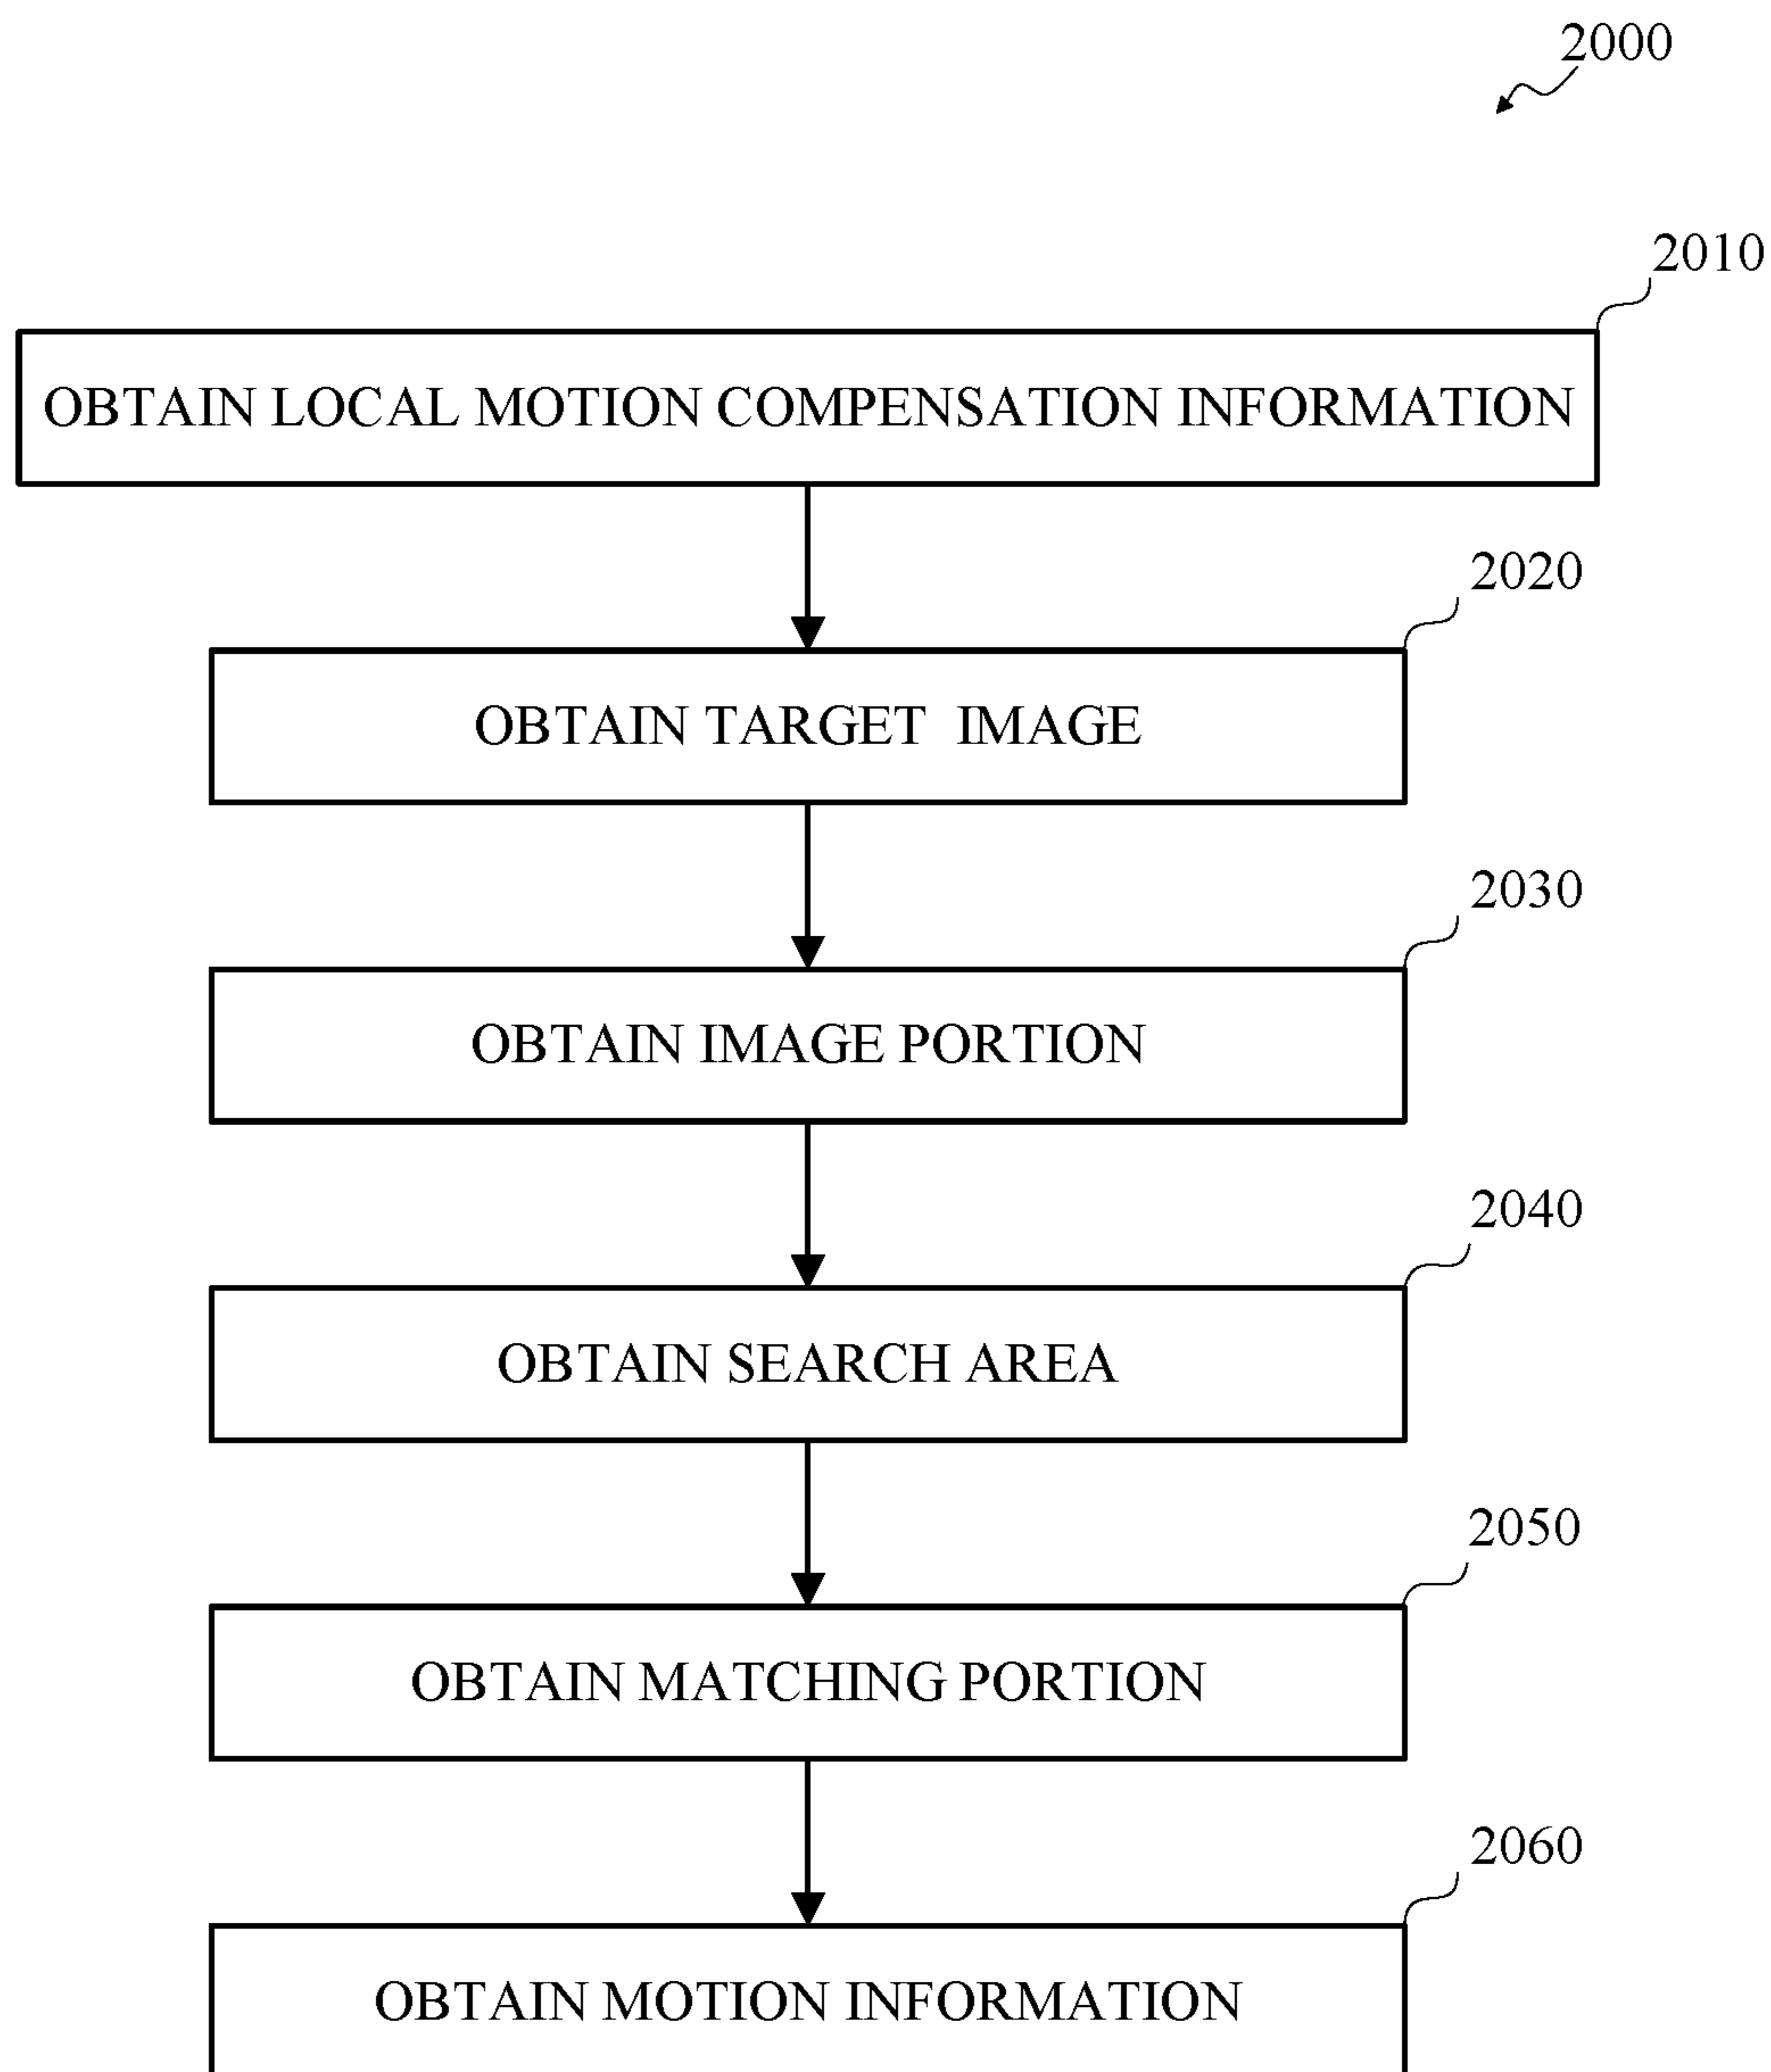 2000
2010
OBTAIN LOCAL MOTION COMPENSATION INFORMATION
2020
OBTAIN TARGET IMAGE
2030
OBTAIN IMAGE PORTION
2040
OBTAIN SEARCH AREA
2050
OBTAIN MATCHING PORTION
2060
OBTAIN MOTION INFORMATION